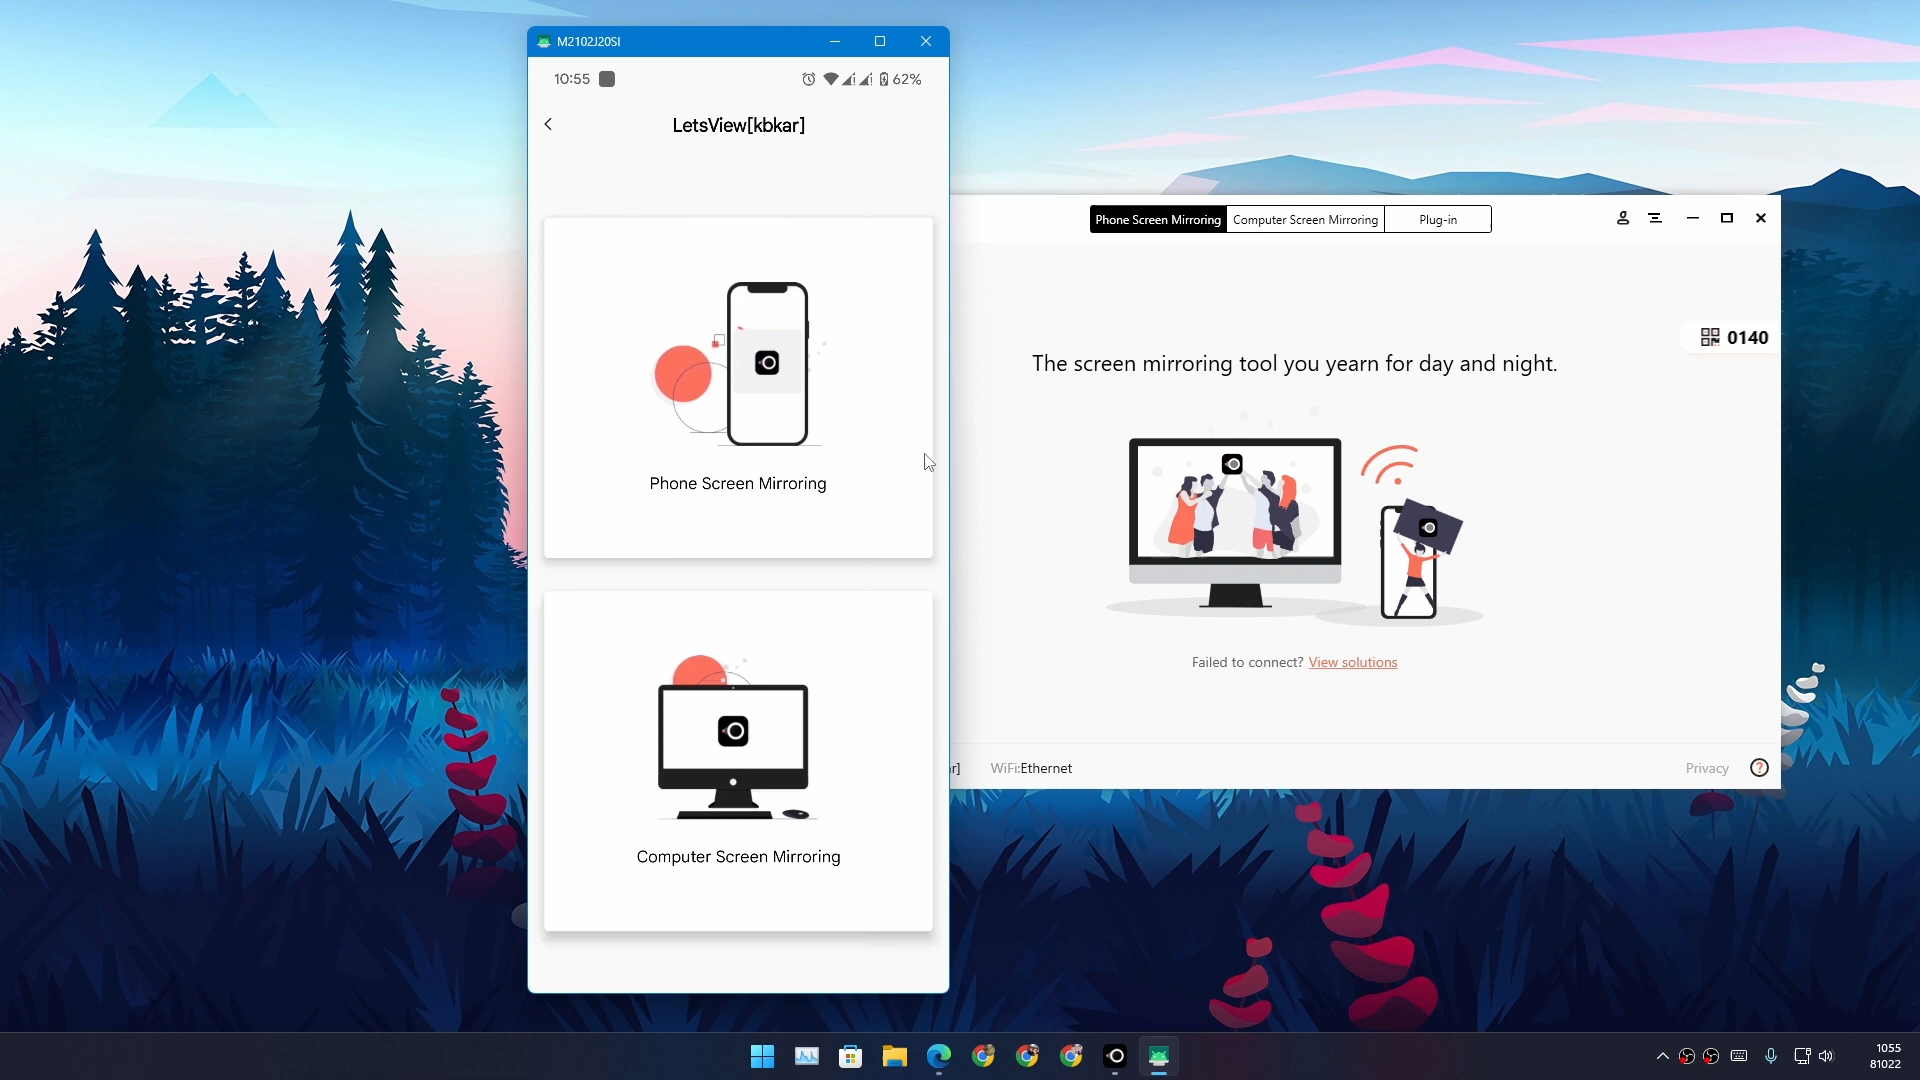 M2102J20SI
10:55
62%
LetsView[kbkar]
Phone Screen Mirroring
Computer Screen Mirroring
Phone Screen Mirroring
Computer Screen Mirroring
Plug-in
0140
The screen mirroring tool you yearn for day and night.
Failed to connect? View solutions
ar]
WiFi:Ethernet
Privacy
?
1055
81022